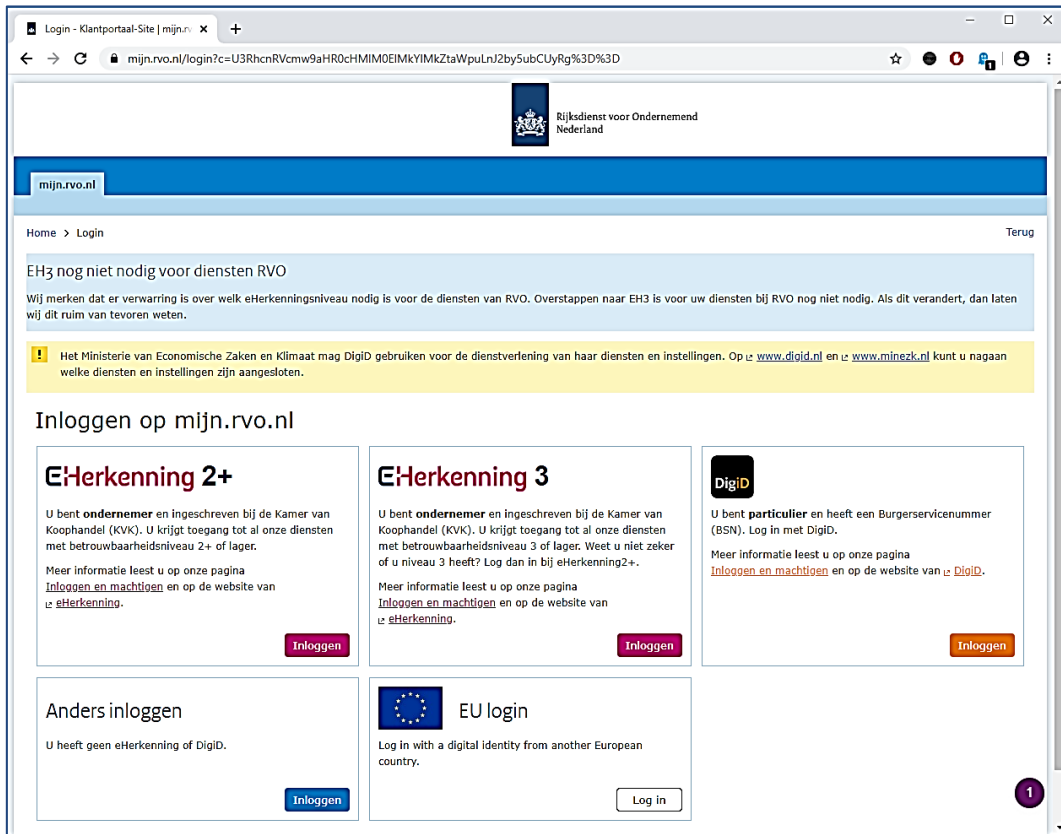 Login - Klantportaal-Site | mijn.rv
mijn.rvo.nl/login?c=U3RhcnRVcmw9aHR0cHMlM0ElMkYlMkZtaWpuLnJ2by5ubCUyRg%3D%3D
1
Rijksdienst voor Ondernemend
Nederland
mijn.rvo.nl
Home > Login
Terug
EH3 nog niet nodig voor diensten RVO
Wij merken dat er verwarring is over welk eHerkenningsniveau nodig is voor de diensten van RVO. Overstappen naar EH3 is voor uw diensten bij RVO nog niet nodig. Als dit verandert, dan laten
wij dit ruim van tevoren weten.
! Het Ministerie van Economische Zaken en Klimaat mag DigiD gebruiken voor de dienstverlening van haar diensten en instellingen. Op www.digid.nl en www.minezk.nl kunt u nagaan
welke diensten en instellingen zijn aangesloten.
Inloggen op mijn.rvo.nl
EHerkenning 2+
U bent ondernemer en ingeschreven bij de Kamer van
Koophandel (KVK). U krijgt toegang tot al onze diensten
met betrouwbaarheidsniveau 2+ of lager.
Meer informatie leest u op onze pagina
Inloggen en machtigen en op de website van
eHerkenning.
Inloggen
EHerkenning 3
U bent ondernemer en ingeschreven bij de Kamer van
Koophandel (KVK). U krijgt toegang tot al onze diensten
met betrouwbaarheidsniveau 3 of lager. Weet u niet zeker
of u niveau 3 heeft? Log dan in bij eHerkenning2+.
Meer informatie leest u op onze pagina
Inloggen en machtigen en op de website van
eHerkenning.
Inloggen
DigiD
U bent particulier en heeft een Burgerservicenummer
(BSN). Log in met DigiD.
Meer informatie leest u op onze pagina
Inloggen en machtigen en op de website van DigiD.
Inloggen
Anders inloggen
U heeft geen eHerkenning of DigiD.
Inloggen
EU login
Log in with a digital identity from another European
country.
Log in
1